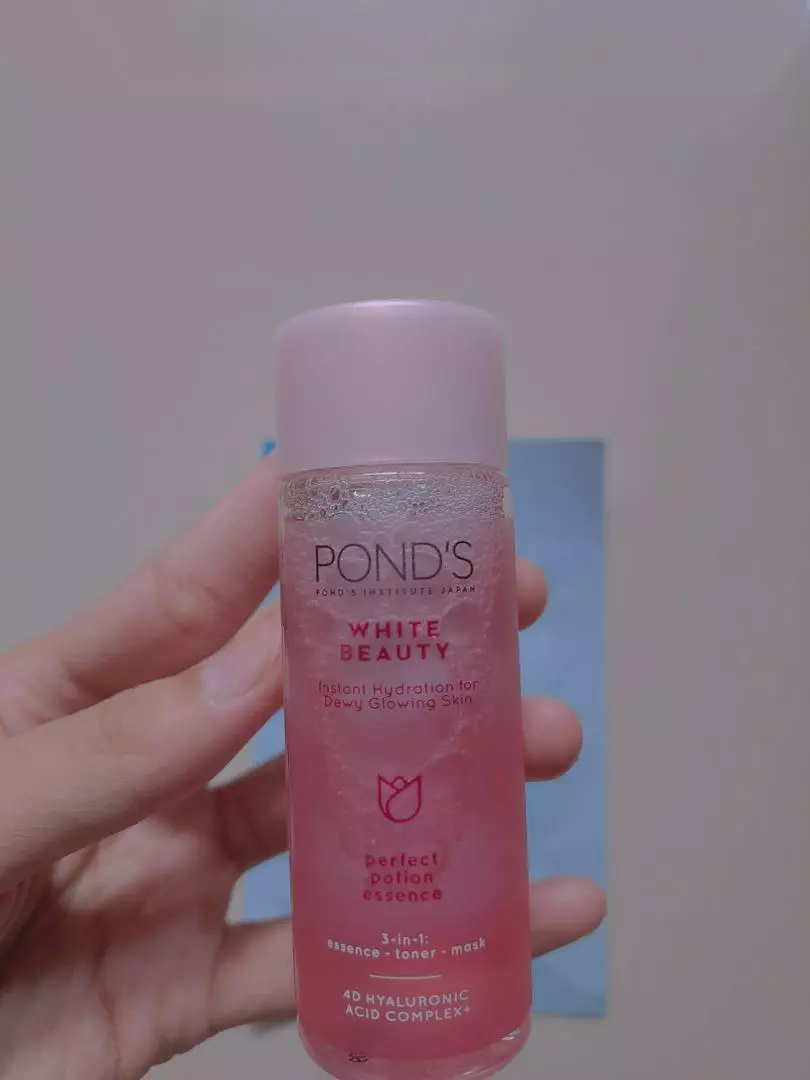 POND'S
POND'S INSTITUTE JAPAN
WHITE
BEAUTY
Instant Hydration for
Dewy Glowing Skin
perfect
potion
essence
3-in-1:
essence - toner - mask
4D HYALURONIC
ACID COMPLEX+